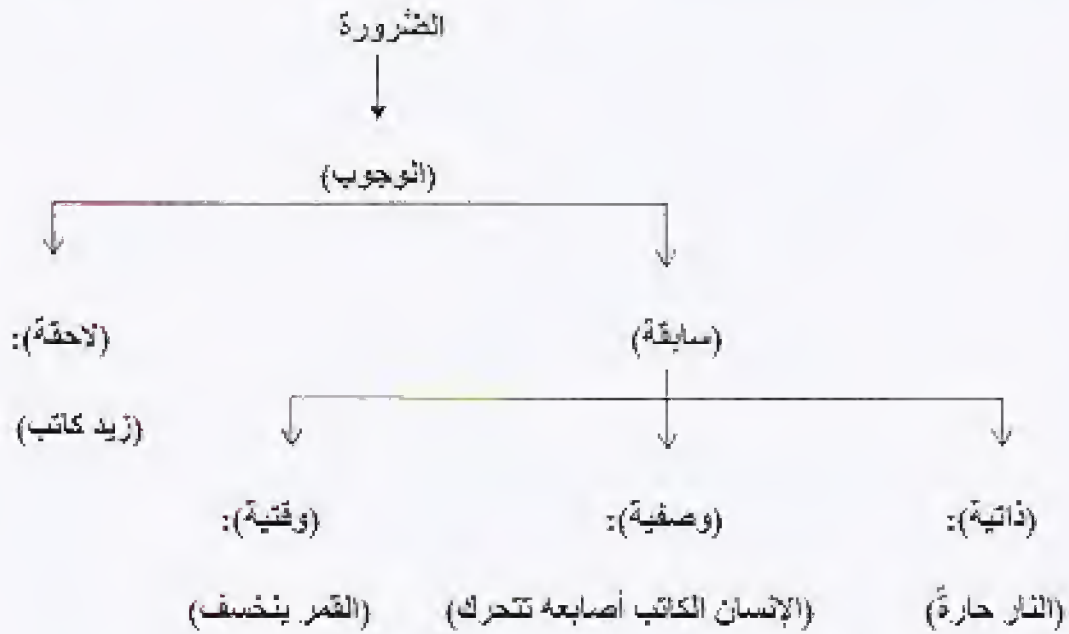 الضرورة
(الوجوب)
(سابقة)
(لاحقة):
(زيد كاتب)
(ذاتية):
(وصفية):
(وقتية):
(النار حارةٌ)
(الإنسان الكاتب أصابعه تتحرك)
(القمر ينخسف)